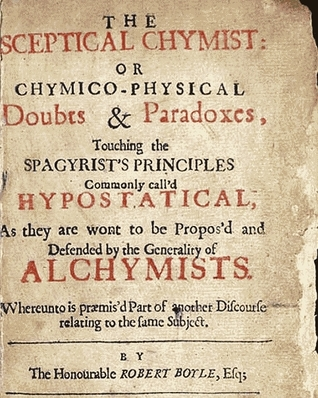 THE
SCEPTICAL CHYMIST:
OR
CHYMICO-PHYSICAL
Doubts & Paradoxes,
Touching the
SPAGYRIST'S PRINCIPLES
Commonly call'd
HYPOSTATICAL,
As they are wont to be Propos'd and
Defended by the Generality of
ALCHYMISTS.
Whereunto is præmis'd Part of another Discourse
relating to the same Subject.
BY
The Honourable ROBERT BOYLE, Esq;